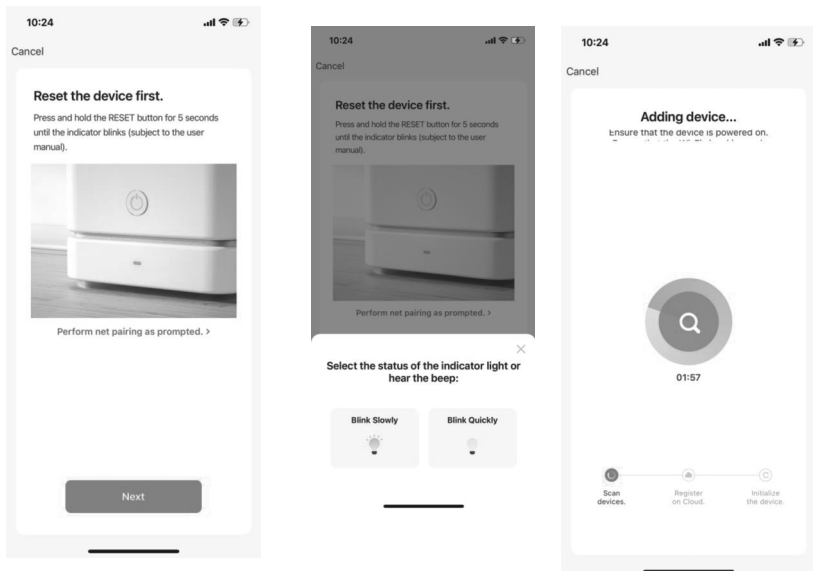 10:24
Cancel
Reset the device first.
Press and hold the RESET button for 5 seconds
until the indicator blinks (subject to the user
manual).
Perform net pairing as prompted. >
Next
10:24
Cancel
Reset the device first.
Press and hold the RESET button for 5 seconds
until the indicator blinks (subject to the user
manual).
Perform net pairing as prompted. >
Select the status of the indicator light or
hear the beep:
Blink Slowly
Blink Quickly
10:24
Cancel
Adding device...
Ensure that the device is powered on.
01:57
Scan
devices.
Register
on Cloud.
Initialize
the device.